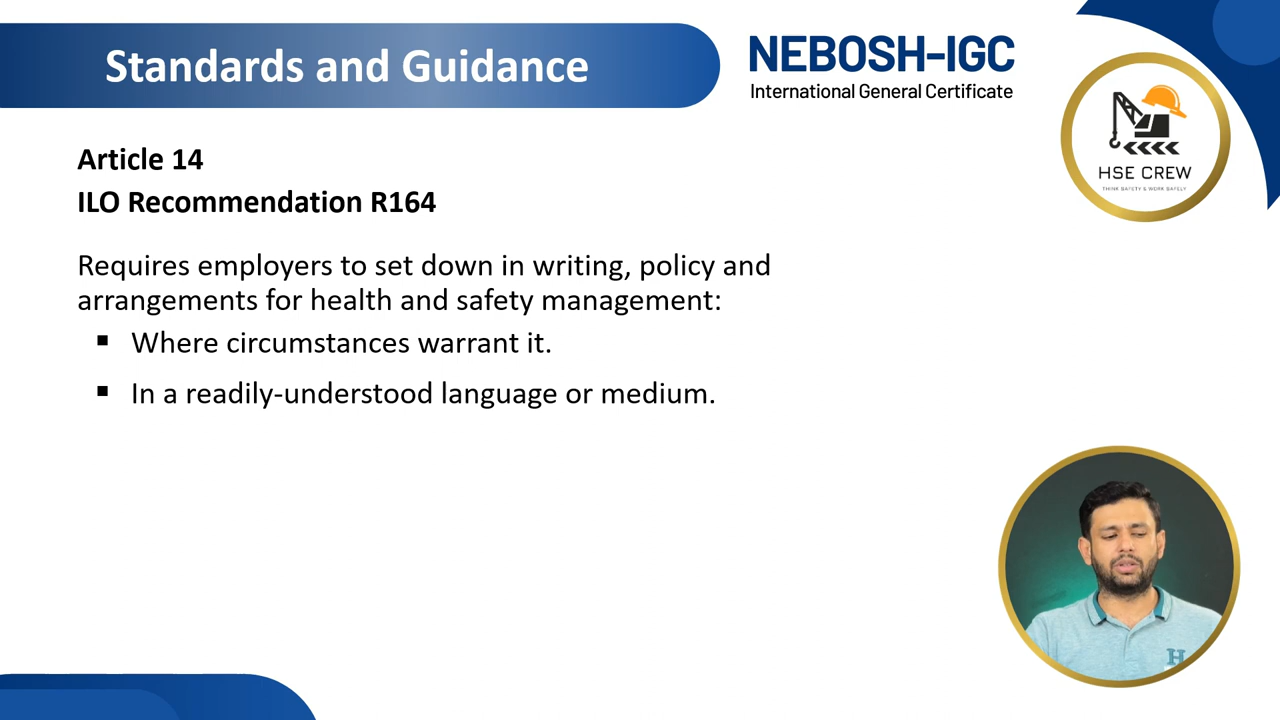 Standards and Guidance
NEBOSH-IGC
International General Certificate
HSE CREW
THINK SAFETY & WORK SAFELY
Article 14
ILO Recommendation R164
Requires employers to set down in writing, policy and
arrangements for health and safety management:
▪ Where circumstances warrant it.
▪ In a readily-understood language or medium.
H